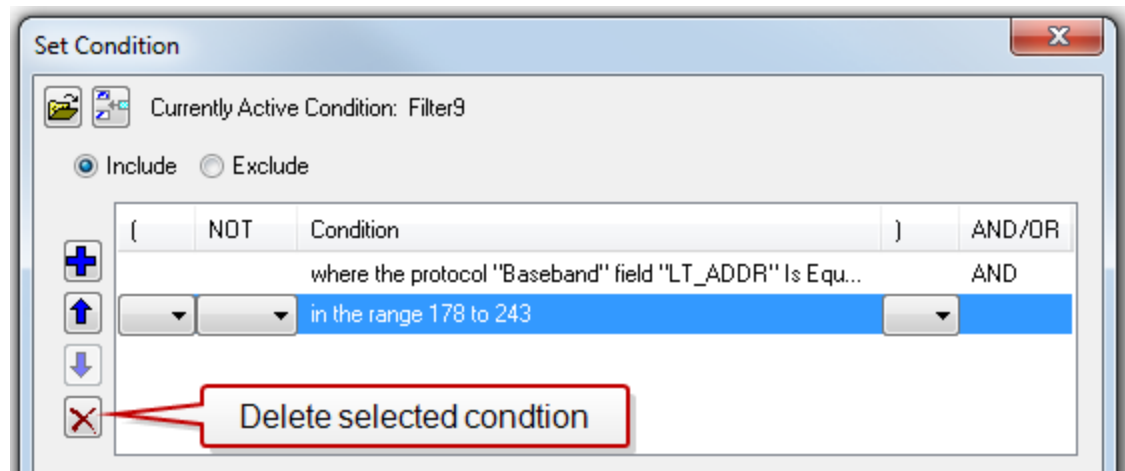 Set Condition
Currently Active Condition: Filter9
Include Exclude
( NOT Condition ) AND/OR
where the protocol "Baseband" field "LT_ADDR" Is Equ... AND
in the range 178 to 243
Delete selected condtion